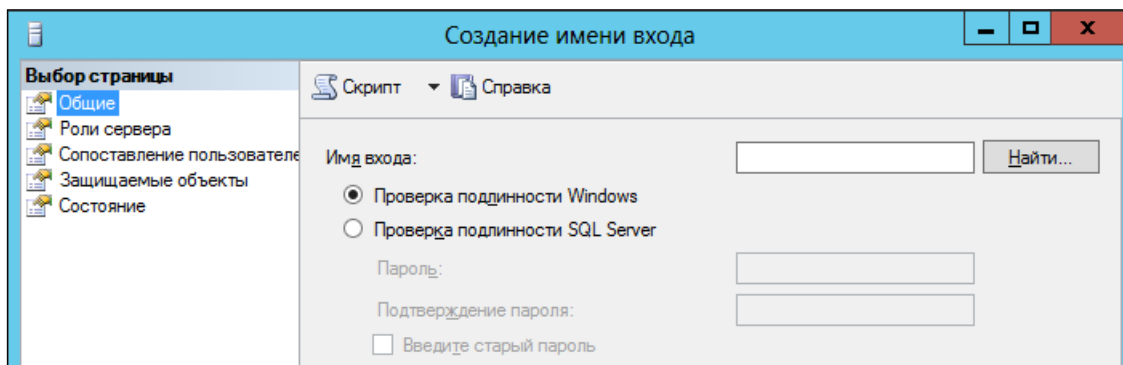 Создание имени входа
Выбор страницы
Общие
Роли сервера
Сопоставление пользователе
Защищаемые объекты
Состояние
Скрипт Справка
Имя входа: Найти...
Проверка подлинности Windows
Проверка подлинности SQL Server
Пароль:
Подтверждение пароля:
Введите старый пароль